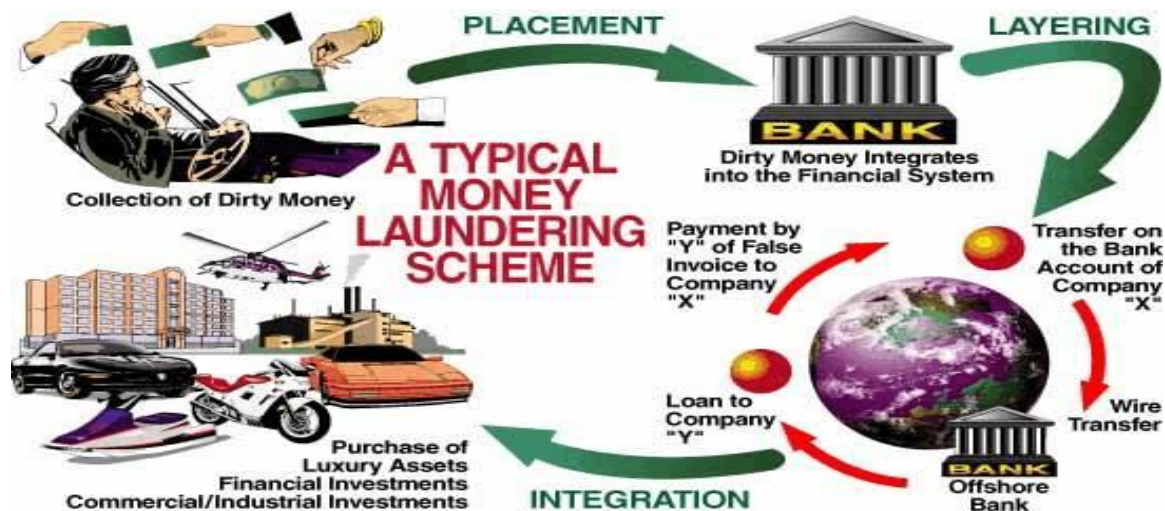 PLACEMENT
LAYERING
BANK
Dirty Money Integrates
into the Financial System
Collection of Dirty Money
A TYPICAL
MONEY
LAUNDERING
SCHEME
Payment by
"Y" of False
Invoice to
Company
"X"
Transfer on
the Bank
Account of
Company
"X"
Loan to
Company
"Y"
Wire
Transfer
BANK
Offshore
Bank
Purchase of
Luxury Assets
Financial Investments
Commercial/Industrial Investments
INTEGRATION